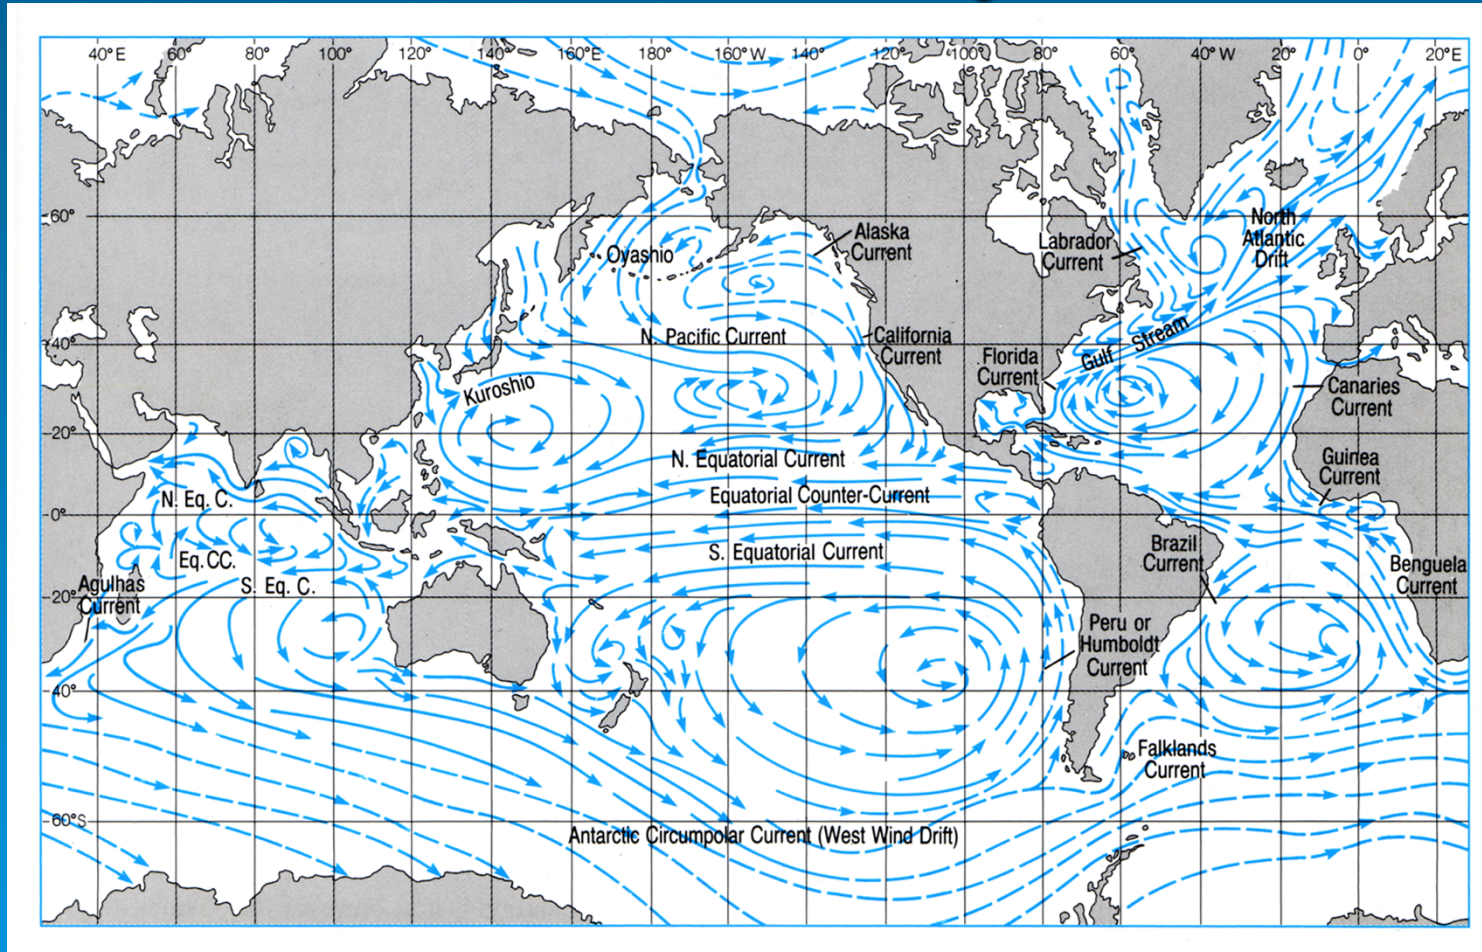 40°E 60° 80° 100° 120° 140° 160°E 180° 160°W 140° 120° 100° 80° 60° 40°W 20° 0° 20°E
60°
40°
20°
0°
20°
40°
60°S
Oyashio
Alaska
Current
Labrador
Current
North
Atlantic
Drift
N. Pacific Current
California
Current
Florida
Current
Gulf Stream
Kuroshio
Canaries
Current
N. Equatorial Current
Guinea
Current
N. Eq. C.
Equatorial Counter-Current
Eq.CC.
S. Equatorial Current
Brazil
Current
Benguela
Current
S. Eq. C.
Agulhas
Current
Peru or
Humboldt
Current
Falklands
Current
Antarctic Circumpolar Current (West Wind Drift)